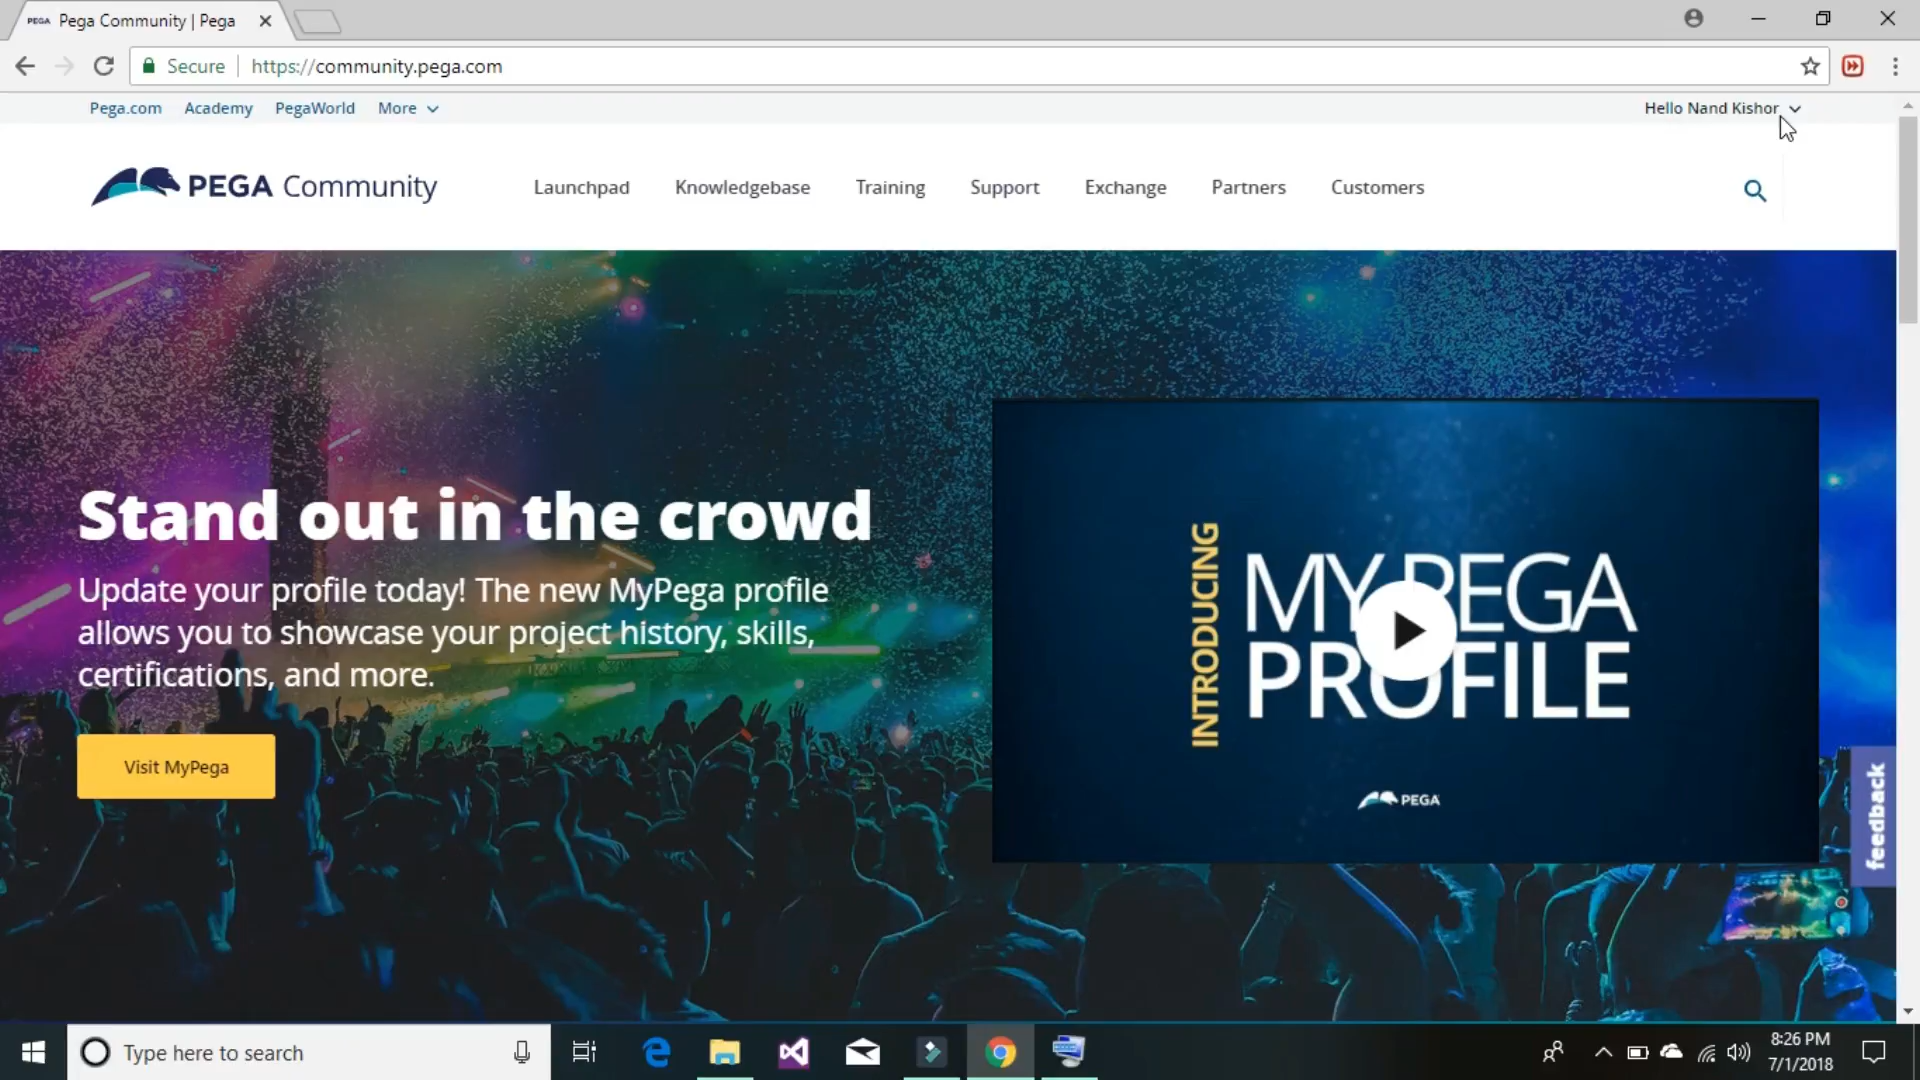 PEGA Pega Community | Pega
Secure https://community.pega.com
Pega.com Academy PegaWorld More Hello Nand Kishor
PEGA Community Launchpad Knowledgebase Training Support Exchange Partners Customers
Stand out in the crowd
Update your profile today! The new MyPega profile
allows you to showcase your project history, skills,
certifications, and more.
Visit MyPega
INTRODUCING
MY PEGA
PROFILE
PEGA
feedback
Type here to search
8:26 PM
7/1/2018